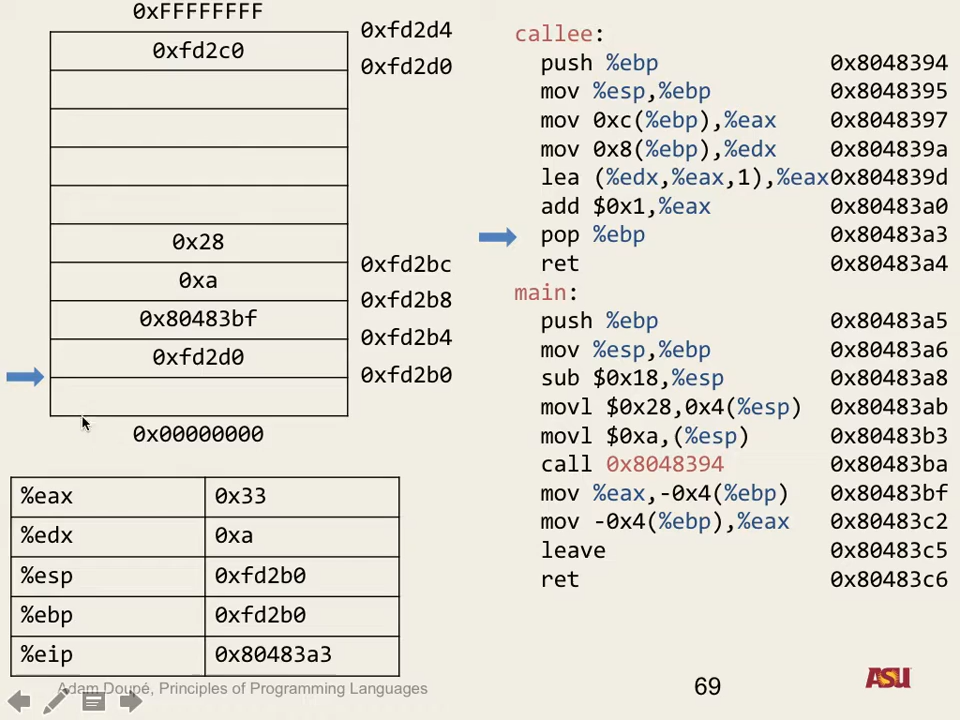 0xFFFFFFFF
0xfd2d4
0xfd2c0
0xfd2d0
0x28
0xfd2bc
0xa
0xfd2b8
0x80483bf
0xfd2b4
0xfd2d0
0xfd2b0
0x00000000
%eax 0x33
%edx 0xa
%esp 0xfd2b0
%ebp 0xfd2b0
%eip 0x80483a3
callee:
push %ebp 0x8048394
mov %esp,%ebp 0x8048395
mov 0xc(%ebp),%eax 0x8048397
mov 0x8(%ebp),%edx 0x804839a
lea (%edx,%eax,1),%eax0x804839d
add $0x1,%eax 0x80483a0
pop %ebp 0x80483a3
ret 0x80483a4
main:
push %ebp 0x80483a5
mov %esp,%ebp 0x80483a6
sub $0x18,%esp 0x80483a8
movl $0x28,0x4(%esp) 0x80483ab
movl $0xa,(%esp) 0x80483b3
call 0x8048394 0x80483ba
mov %eax,-0x4(%ebp) 0x80483bf
mov -0x4(%ebp),%eax 0x80483c2
leave 0x80483c5
ret 0x80483c6
Adam Doupé, Principles of Programming Languages
69
ASU